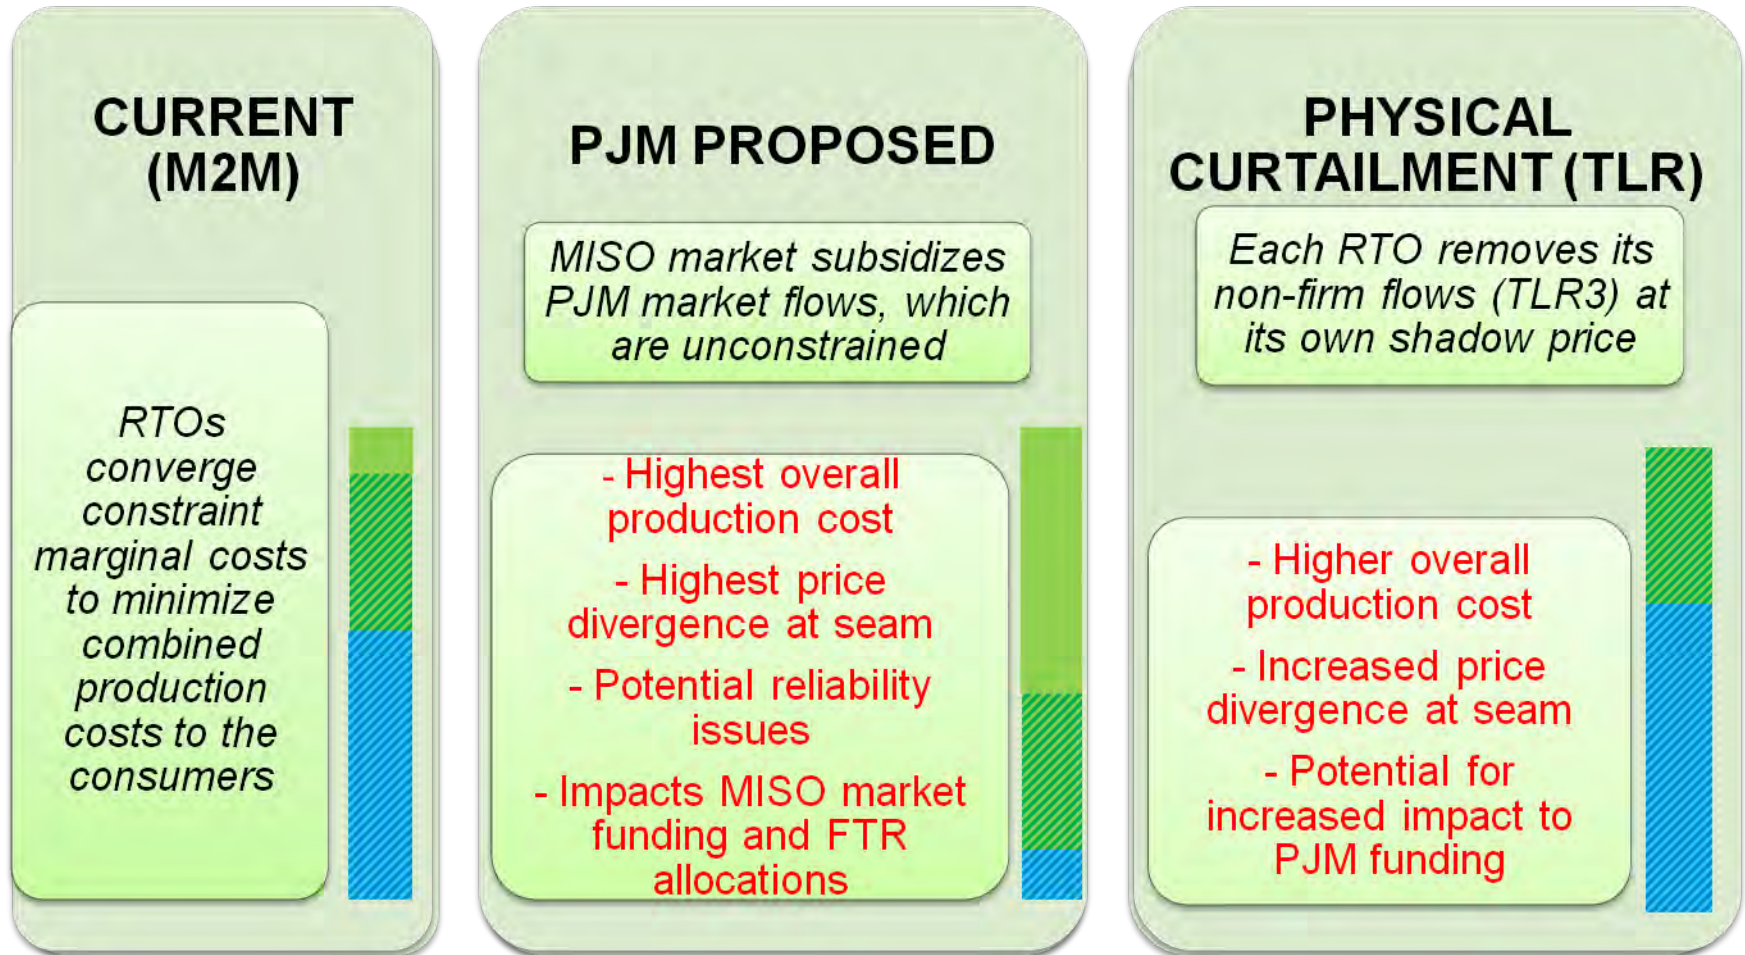 CURRENT
(M2M)
RTOs
converge
constraint
marginal costs
to minimize
combined
production
costs to the
consumers
PJM PROPOSED
MISO market subsidizes
PJM market flows, which
are unconstrained
- Highest overall
production cost
- Highest price
divergence at seam
- Potential reliability
issues
- Impacts MISO market
funding and FTR
allocations
PHYSICAL
CURTAILMENT (TLR)
Each RTO removes its
non-firm flows (TLR3) at
its own shadow price
- Higher overall
production cost
- Increased price
divergence at seam
- Potential for
increased impact to
PJM funding